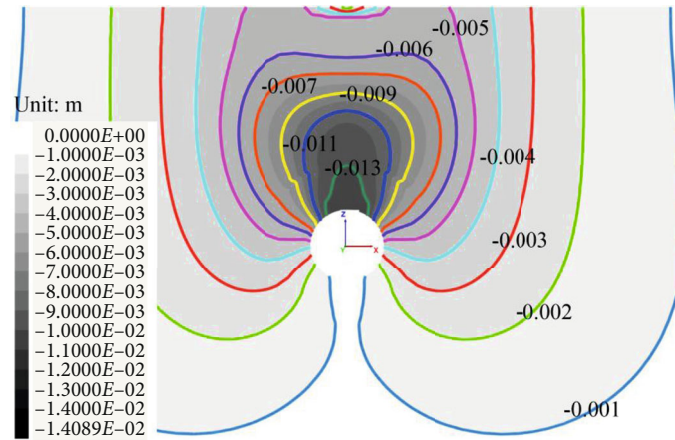 -0.005
-0.006
-0.007
-0.009
Unit: m
0.0000E+00
−1.0000E−03
−2.0000E−03
−3.0000E−03
−4.0000E−03
−5.0000E−03
−6.0000E−03
−7.0000E−03
−8.0000E−03
−9.0000E−03
−1.0000E−02
−1.1000E−02
−1.2000E−02
−1.3000E−02
−1.4000E−02
−1.4089E−02
-0.011
-0.004
-0.013
Z
Y
X
-0.003
-0.002
-0.001